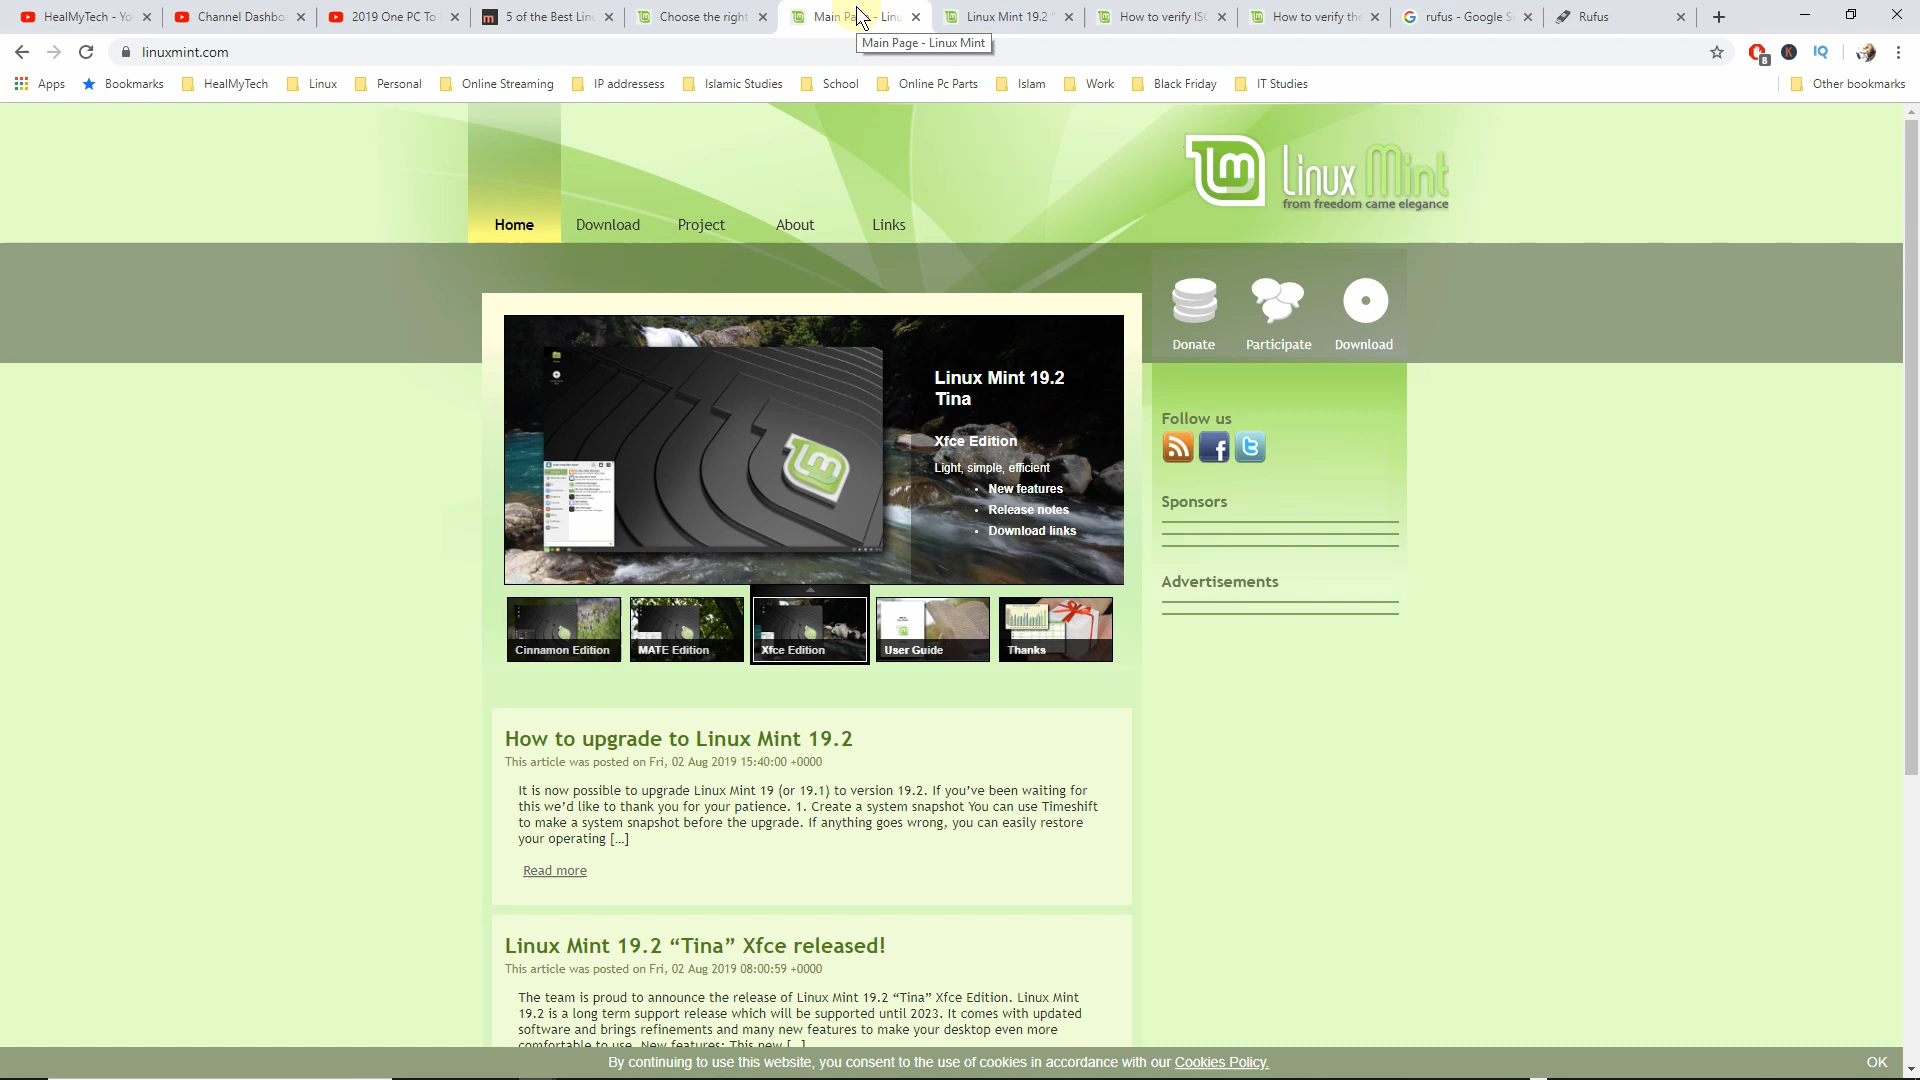 HealMyTech - Yo
Channel Dashbo
2019 One PC To
5 of the Best Lin
Choose the right
Main Pa - Linu
Linux Mint 19.2 "
How to verify ISO
How to verify the
rufus - Google S
Rufus
linuxmint.com
Main Page - Linux Mint
8
K
IQ
Apps
Bookmarks
HealMyTech
Linux
Personal
Online Streaming
IP addressess
Islamic Studies
School
Online Pc Parts
Islam
Work
Black Friday
IT Studies
Other bookmarks
Linux Mint
from freedom came elegance
Home
Download
Project
About
Links
Donate
Participate
Download
Linux Mint 19.2
Tina
Xfce Edition
Light, simple, efficient
New features
Release notes
Download links
Follow us
Sponsors
Advertisements
Cinnamon Edition
MATE Edition
Xfce Edition
User Guide
Thanks
How to upgrade to Linux Mint 19.2
This article was posted on Fri, 02 Aug 2019 15:40:00 +0000
It is now possible to upgrade Linux Mint 19 (or 19.1) to version 19.2. If you’ve been waiting for
this we’d like to thank you for your patience. 1. Create a system snapshot You can use Timeshift
to make a system snapshot before the upgrade. If anything goes wrong, you can easily restore
your operating […]
Read more
Linux Mint 19.2 “Tina” Xfce released!
This article was posted on Fri, 02 Aug 2019 08:00:59 +0000
The team is proud to announce the release of Linux Mint 19.2 “Tina” Xfce Edition. Linux Mint
19.2 is a long term support release which will be supported until 2023. It comes with updated
software and brings refinements and many new features to make your desktop even more
comfortable to use. New features: This new […]
By continuing to use this website, you consent to the use of cookies in accordance with our Cookies Policy.
OK